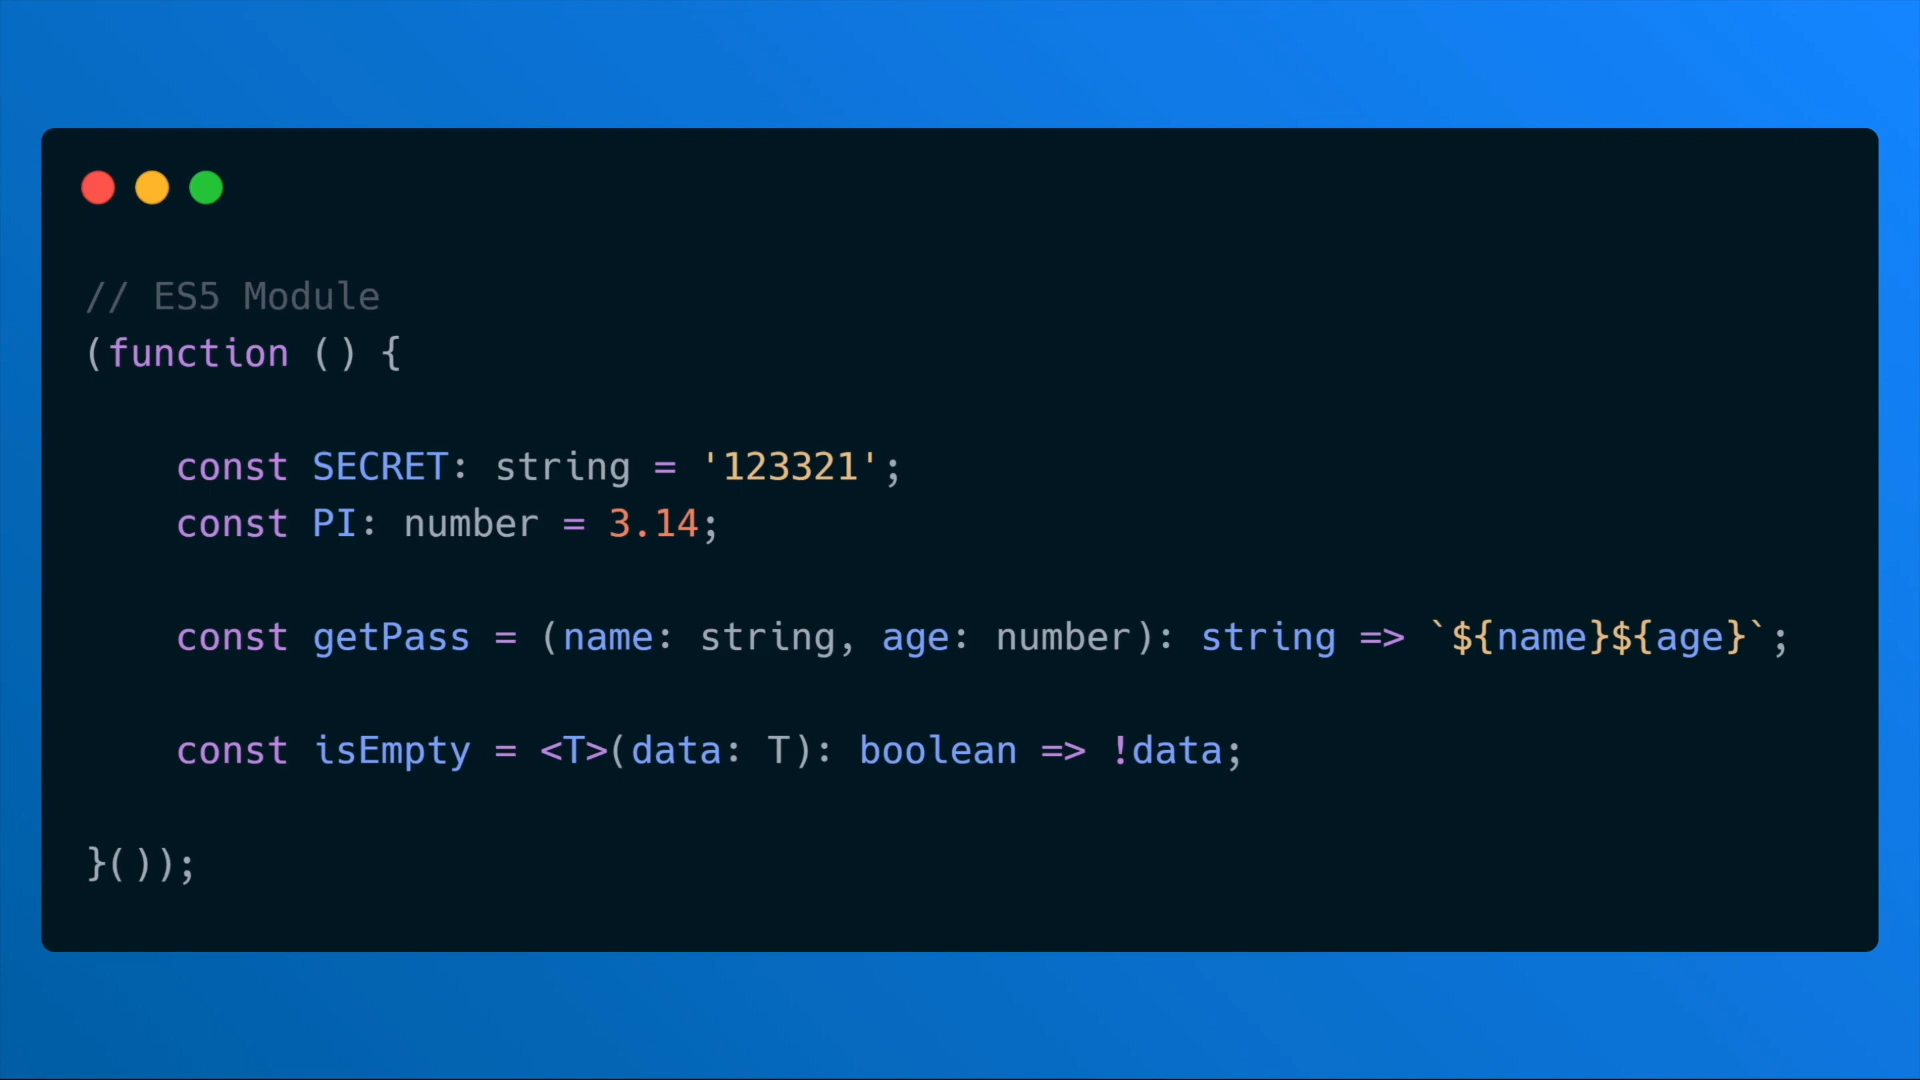 // ES5 Module
(function () {
const SECRET: string = '123321';
const PI: number = 3.14;
const getPass = (name: string, age: number): string => `${name}${age}`;
const isEmpty = <T>(data: T): boolean => !data;
}());